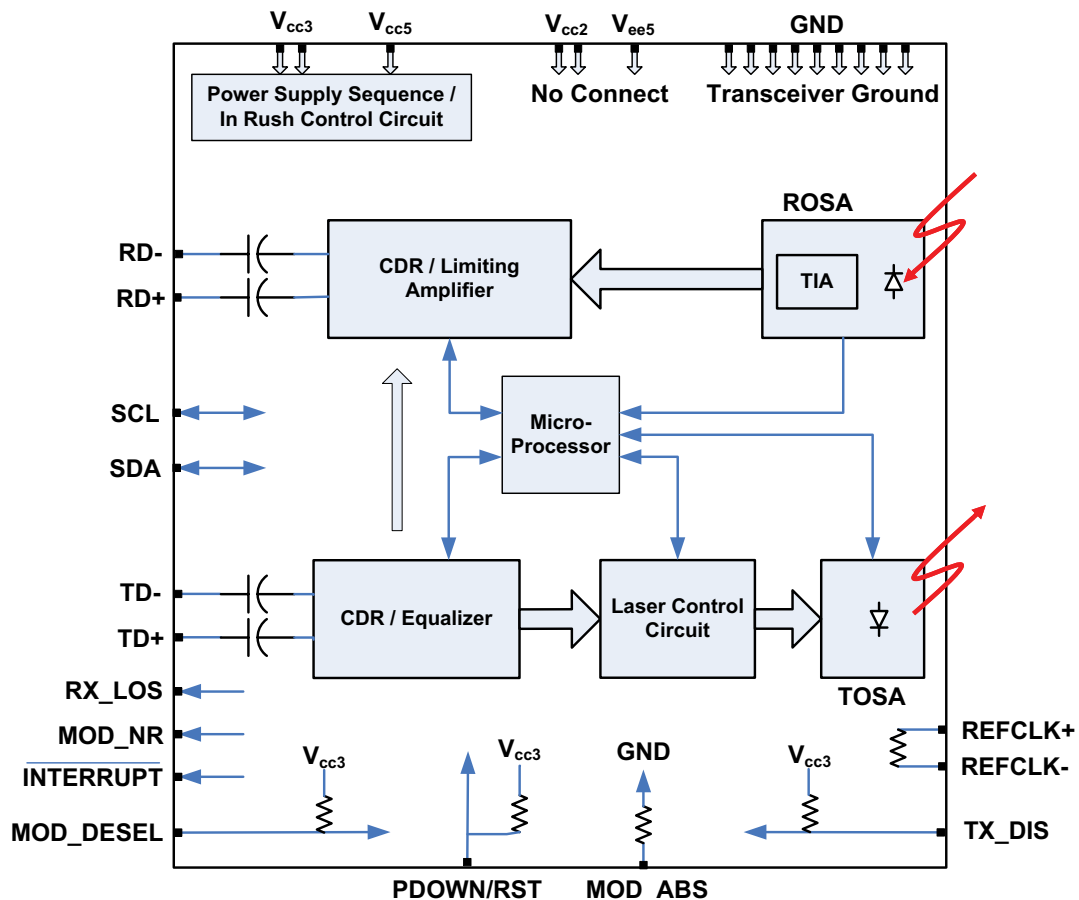 Vcc3
Vcc5
Vcc2
Vee5
GND
Power Supply Sequence /
In Rush Control Circuit
No Connect
Transceiver Ground
ROSA
RD-
RD+
CDR / Limiting
Amplifier
TIA
SCL
SDA
Micro-
Processor
TD-
TD+
CDR / Equalizer
Laser Control
Circuit
TOSA
RX_LOS
MOD_NR
INTERRUPT
MOD_DESEL
Vcc3
Vcc3
GND
Vcc3
REFCLK+
REFCLK-
TX_DIS
PDOWN/RST
MOD_ABS